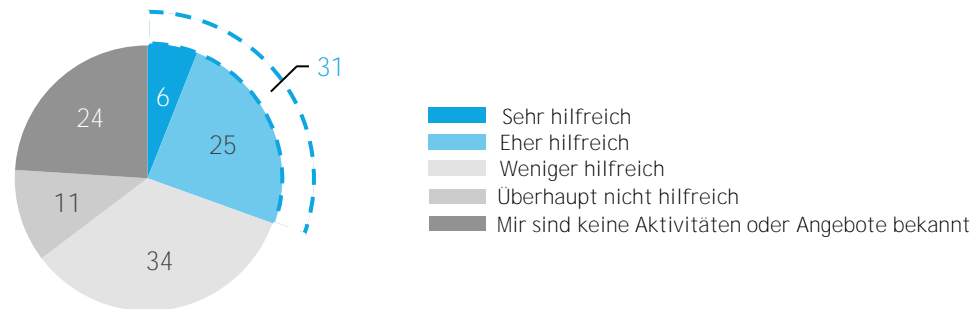 31
6
24
25
11
34
Sehr hilfreich
Eher hilfreich
Weniger hilfreich
Überhaupt nicht hilfreich
Mir sind keine Aktivitäten oder Angebote bekannt